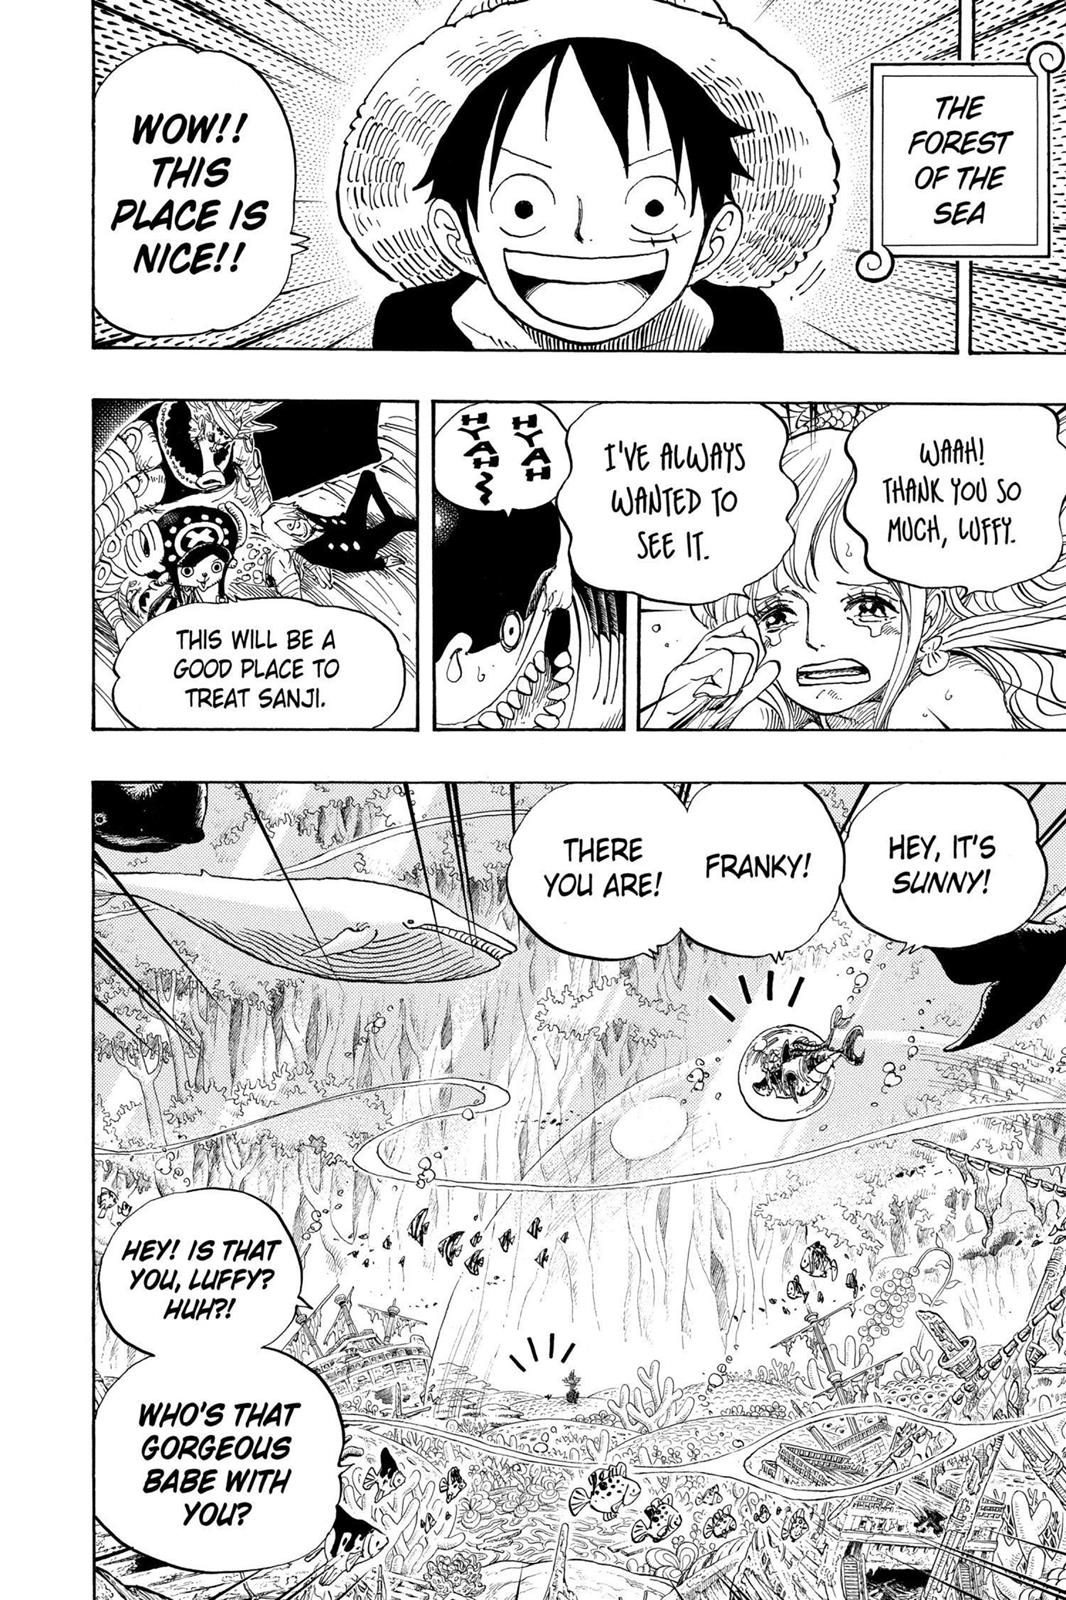 THE
FOREST
OF THE
SEA
WOW!!
THIS
PLACE IS
NICE!!
WAAH!
THANK YOU SO
MUCH, LUFFY.
I'VE ALWAYS
WANTED TO
SEE IT.
HYAH
HYAH~
THIS WILL BE A
GOOD PLACE TO
TREAT SANJI.
HEY, IT'S
SUNNY!
FRANKY!
THERE
YOU ARE!
HEY! IS THAT
YOU, LUFFY?
HUH?!
WHO'S THAT
GORGEOUS
BABE WITH
YOU?